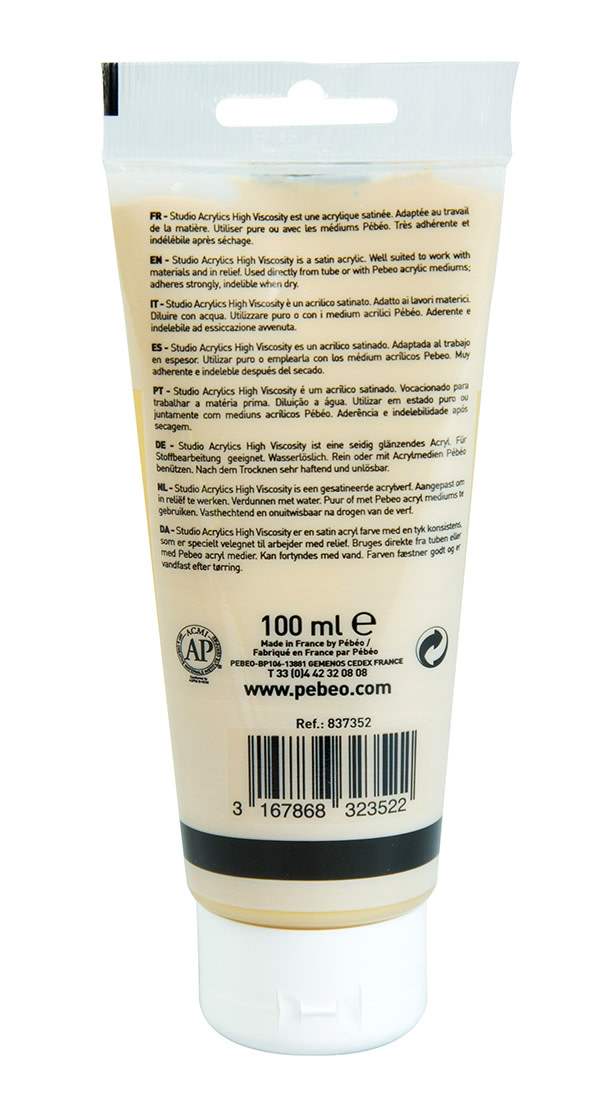 FR - Studio Acrylics High Viscosity est une acrylique satinée. Adaptée au travail
de la matière. Utiliser pure ou avec les médiums Pébéo. Très adhérente et
indélébile après séchage.
EN - Studio Acrylics High Viscosity is a satin acrylic. Well suited to work with
materials and in relief. Used directly from tube or with Pebeo acrylic mediums;
adheres strongly, indelible when dry.
IT - Studio Acrylics High Viscosity è un acrilico satinato. Adatto ai lavori materici.
Diluire con acqua. Utilizzare puro o con i medium acrilici Pébéo. Aderente e
indelebile ad essiccazione avvenuta.
ES - Studio Acrylics High Viscosity es un acrílico satinado. Adaptada al trabajo
en espesor. Utilizar puro o emplearla con los médium acrílicos Pebeo. Muy
adherente e indeleble después del secado.
PT - Studio Acrylics High Viscosity é um acrílico satinado. Vocacionado para
trabalhar a matéria prima. Diluição a água. Utilizar em estado puro ou
juntamente com mediuns acrílicos Pébéo. Aderência e indelebilidade após
secagem.
DE - Studio Acrylics High Viscosity ist eine seidig glänzendes Acryl. Für
Stoffbearbeitung geeignet. Wasserlöslich. Rein oder mit Acrylmedien Pébéo
benützen. Nach dem Trocknen sehr haftend und unlösbar.
NL - Studio Acrylics High Viscosity is een gesatineerde acrylverf. Aangepast om
in reliëf te werken. Verdunnen met water. Puur of met Pebeo acryl mediums te
gebruiken. Vasthechtend en onuitwisbaar na drogen van de verf.
DA - Studio Acrylics High Viscosity er en satin acryl farve med en tyk konsistens,
som er specielt velegnet til arbejder med relief. Bruges direkte fra tuben eller
med Pebeo acryl medier. Kan fortyndes med vand. Farven fæstner godt og er
vandfast efter tørring.
100 ml e
Made in France by Pébéo /
Fabriqué en France par Pébéo
PEBEO-BP106-13881 GEMENOS CEDEX FRANCE
T 33 (0)4 42 32 08 08
www.pebeo.com
ACMI
AP
Ref.: 837352
3 167868 323522